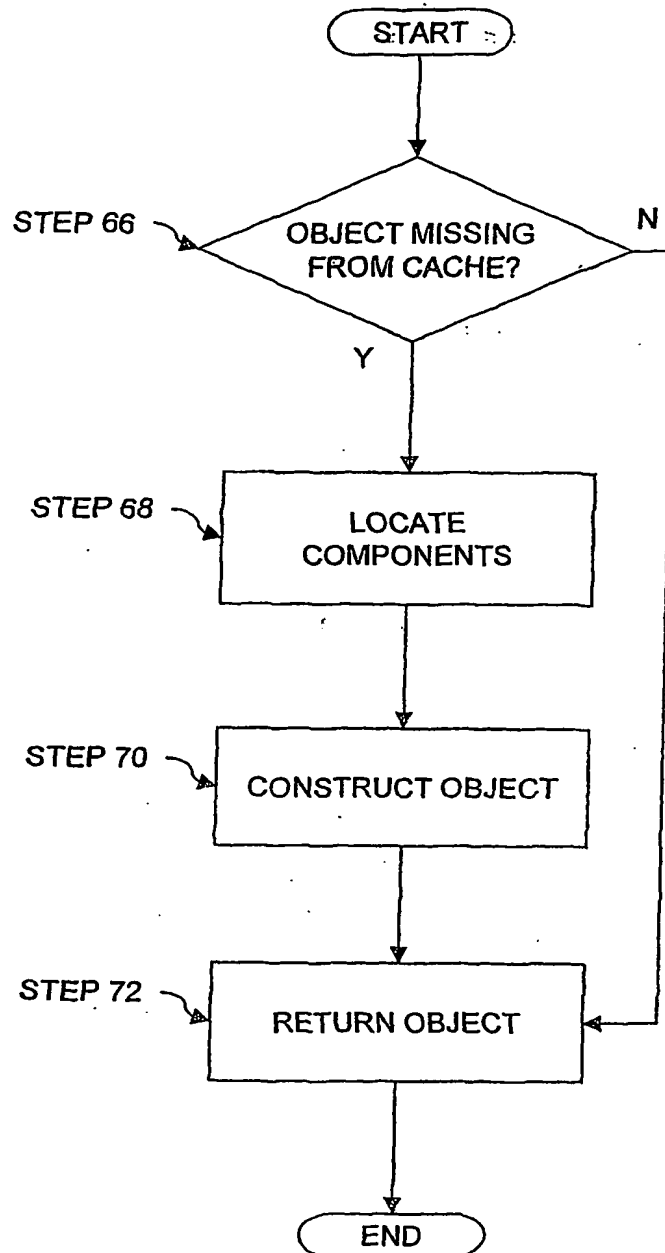 START
STEP 66
OBJECT MISSING
FROM CACHE?
N
Y
STEP 68
LOCATE
COMPONENTS
STEP 70
CONSTRUCT OBJECT
STEP 72
RETURN OBJECT
END